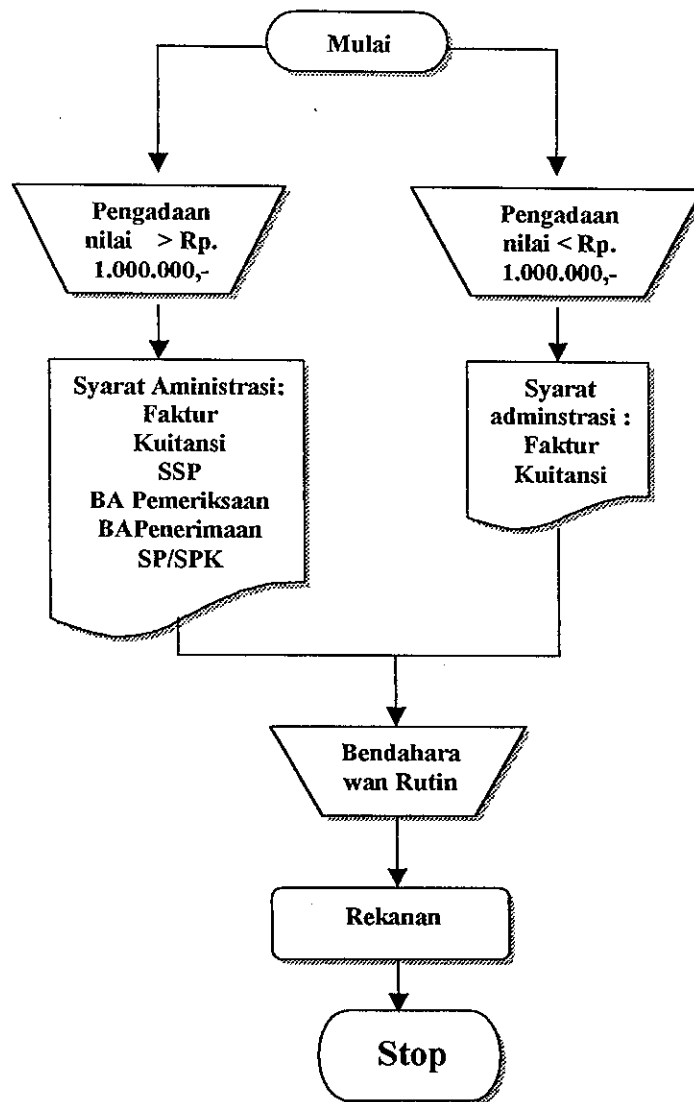 Mulai
Pengadaan
nilai > Rp.
1.000.000,-
Pengadaan
nilai < Rp.
1.000.000,-
Syarat Aministrasi:
Faktur
Kuitansi
SSP
BA Pemeriksaan
BAPenerimaan
SP/SPK
Syarat
adminstrasi :
Faktur
Kuitansi
Bendahara
wan Rutin
Rekanan
Stop